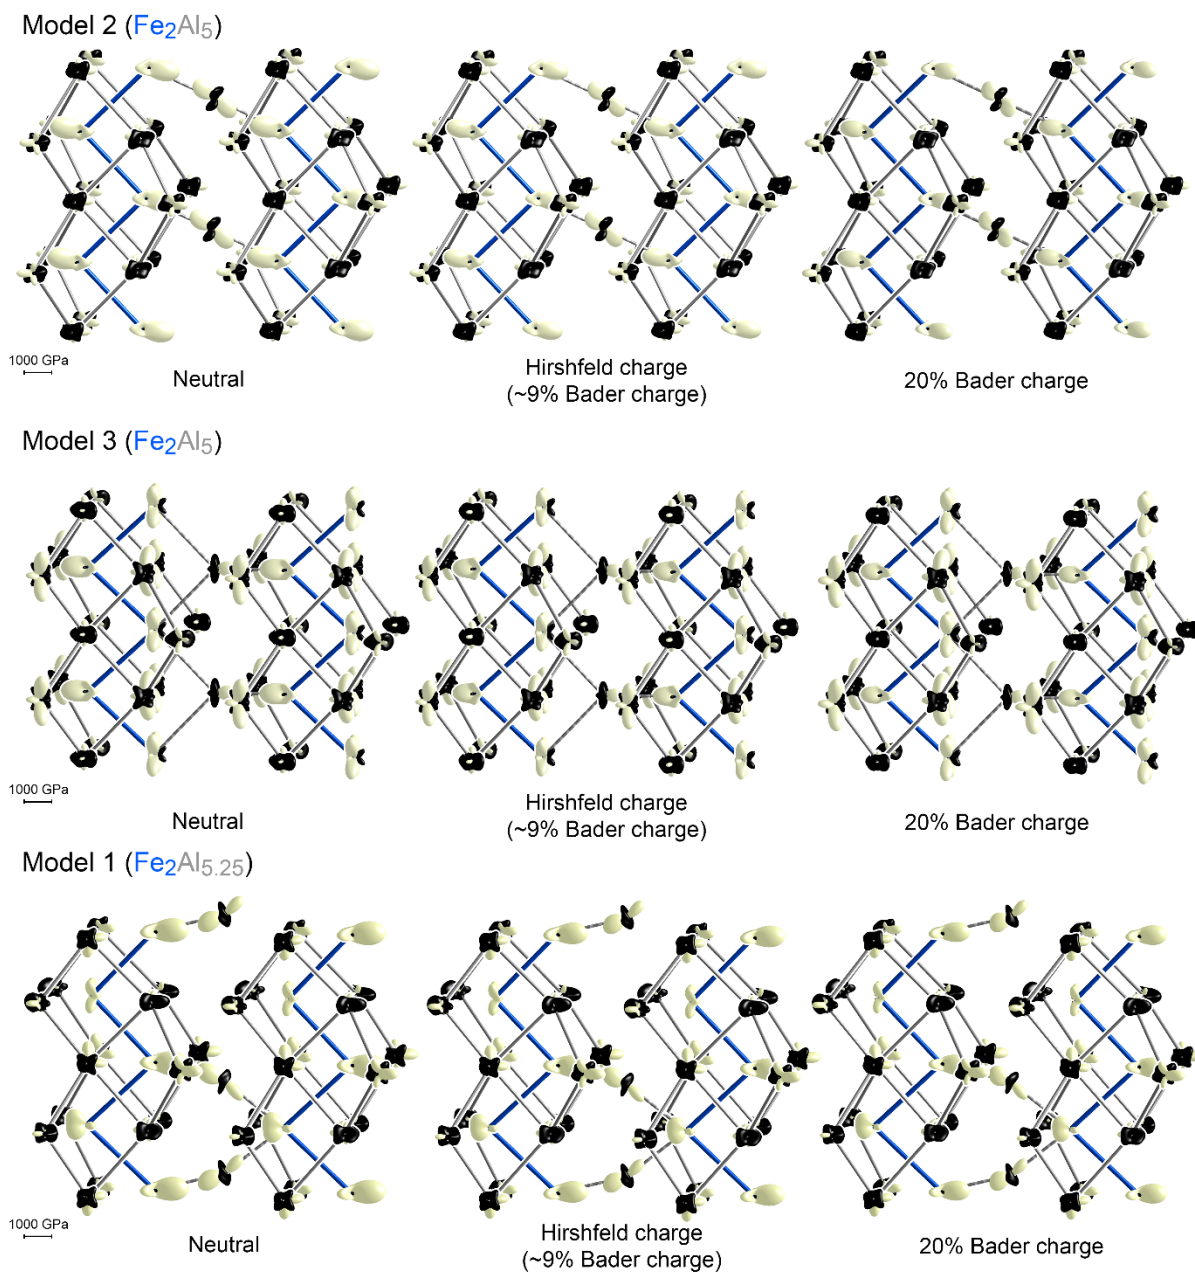 Model 2 (Fe2Al5)
1000 GPa
Neutral
Hirshfeld charge
(~9% Bader charge)
20% Bader charge
Model 3 (Fe2Al5)
1000 GPa
Neutral
Hirshfeld charge
(~9% Bader charge)
20% Bader charge
Model 1 (Fe2Al5.25)
1000 GPa
Neutral
Hirshfeld charge
(~9% Bader charge)
20% Bader charge